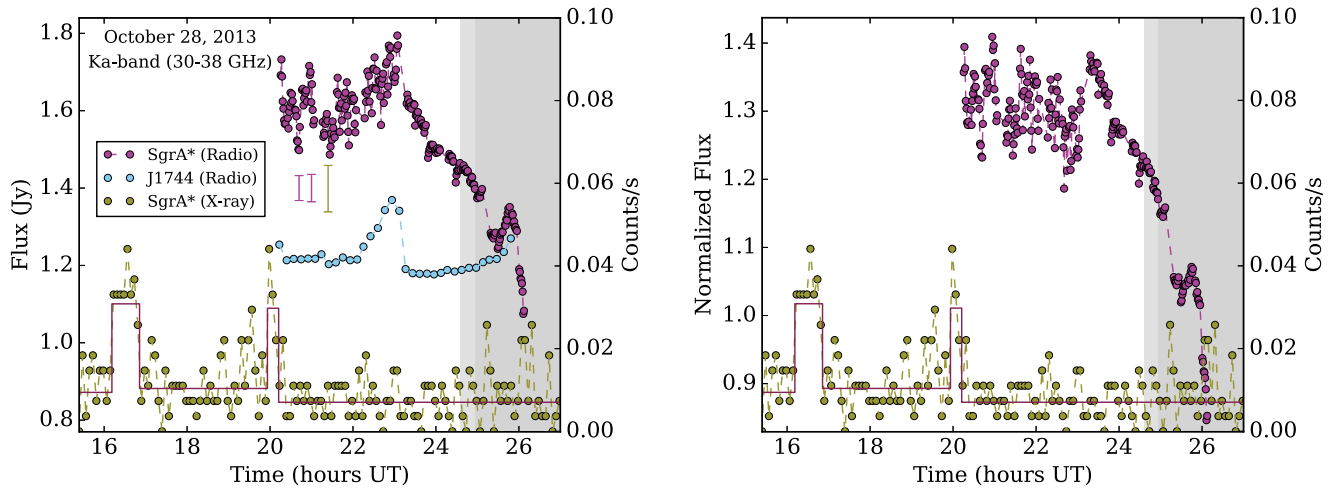 October 28, 2013
Ka-band (30-38 GHz)
SgrA* (Radio)
J1744 (Radio)
SgrA* (X-ray)
Flux (Jy)
1.8
1.6
1.4
1.2
1.0
0.8
16 18 20 22 24 26
Time (hours UT)
0.10
0.08
0.06
0.04
0.02
0.00
Counts/s
Normalized Flux
1.4
1.3
1.2
1.1
1.0
0.9
16 18 20 22 24 26
Time (hours UT)
0.10
0.08
0.06
0.04
0.02
0.00
Counts/s